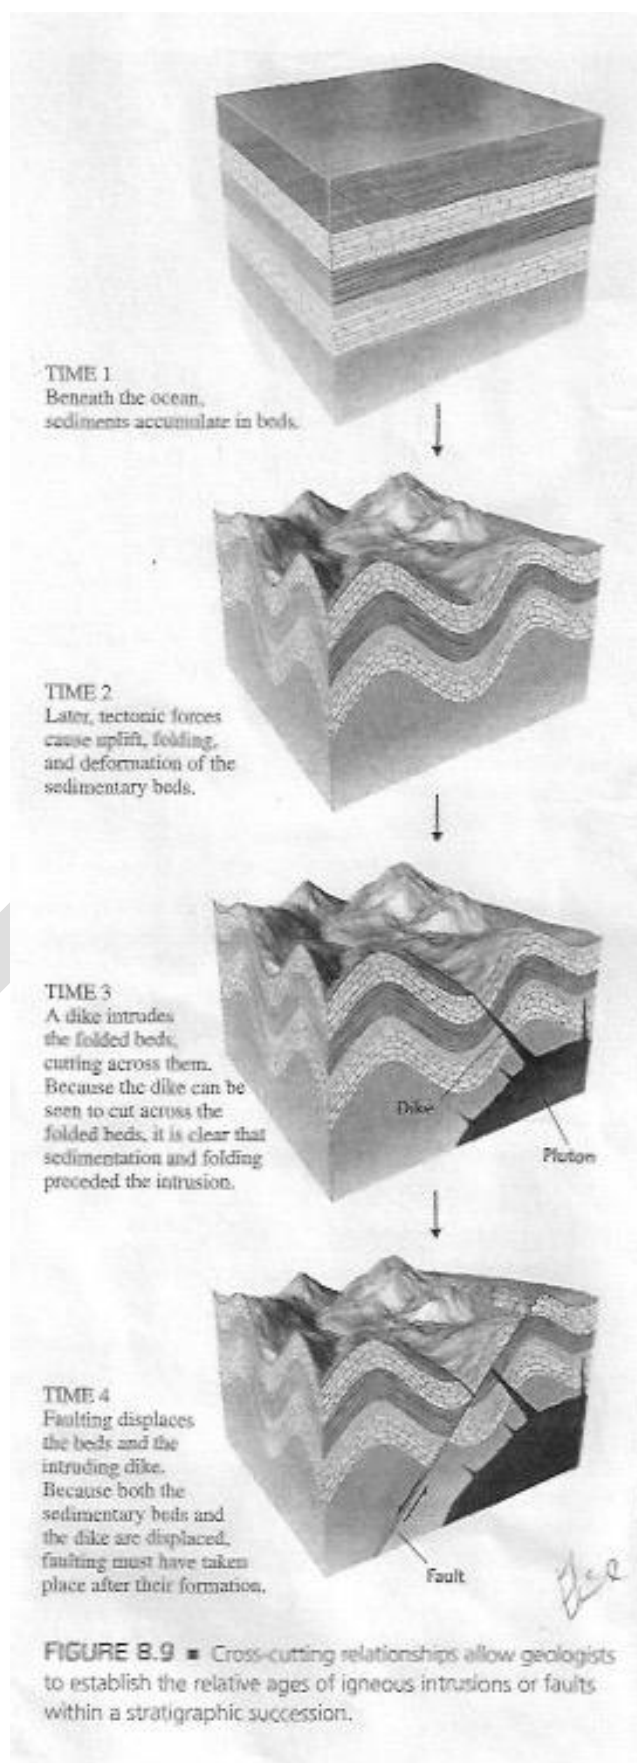 TIME 1
Beneath the ocean,
sediments accumulate in beds.
TIME 2
Later, tectonic forces
cause uplift, folding,
and deformation of the
sedimentary beds.
TIME 3
A dike intrudes
the folded beds,
cutting across them.
Because the dike can be
seen to cut across the
folded beds, it is clear that
sedimentation and folding
preceded the intrusion.
Dike
Pluton
TIME 4
Faulting displaces
the beds and the
intruding dike.
Because both the
sedimentary beds and
the dike are displaced,
faulting must have taken
place after their formation.
Fault
FIGURE 8.9 ■ Cross-cutting relationships allow geologists
to establish the relative ages of igneous intrusions or faults
within a stratigraphic succession.